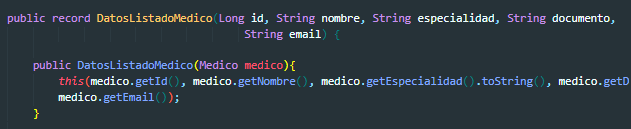 public record DatosListadoMedico(Long id, String nombre, String especialidad, String documento,
String email) {
public DatosListadoMedico(Medico medico){
this(medico.getId(), medico.getNombre(), medico.getEspecialidad().toString(), medico.getD
medico.getEmail());
}